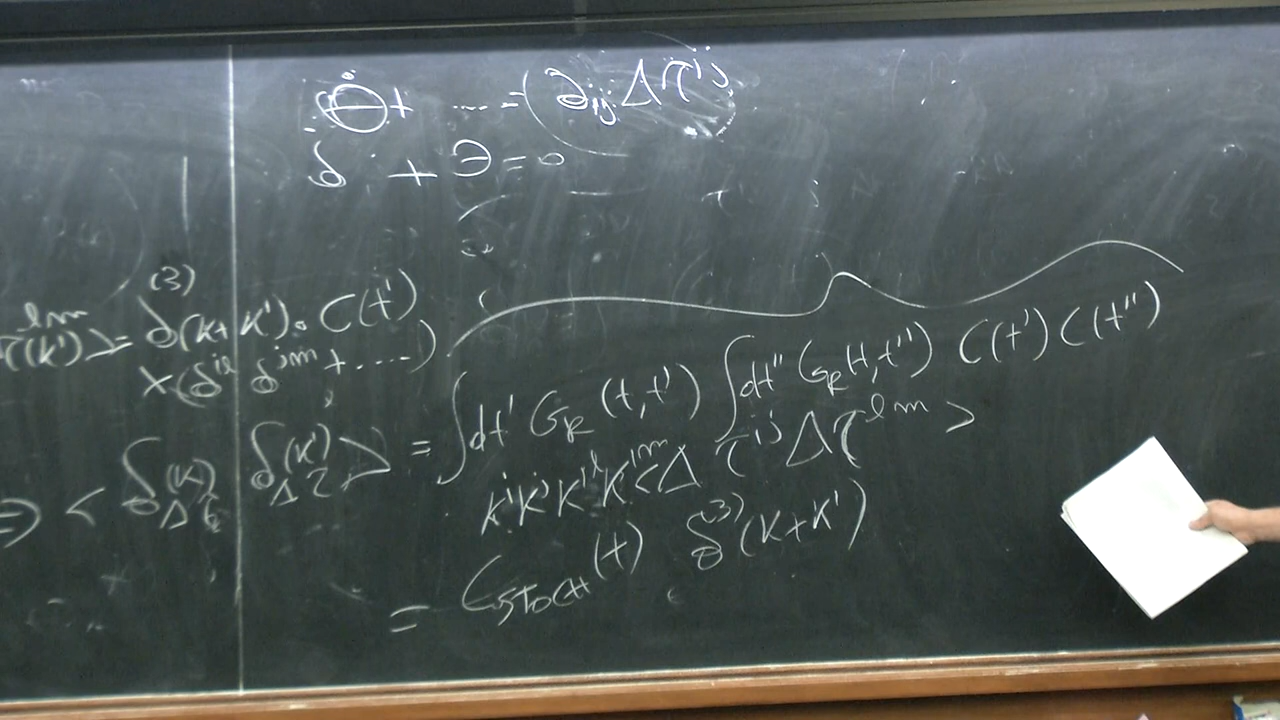 Θ̇ + .... = (∂ij Δτ^ij
δ̇ + Θ = 0
τ^lm(k')> = δ^(3)(k+k'). C(t')
×(δ^il δ^jm + ....)
=> < δ_Δτ(k) δ_Δτ(k') > = ∫dt' G_R(t,t') ∫dt'' G_R(t,t'') C(t') C(t'')
k^i k^j k'^l k'^m <Δτ^ij Δτ^lm>
= C_STOCH(t) δ^(3)(k+k')